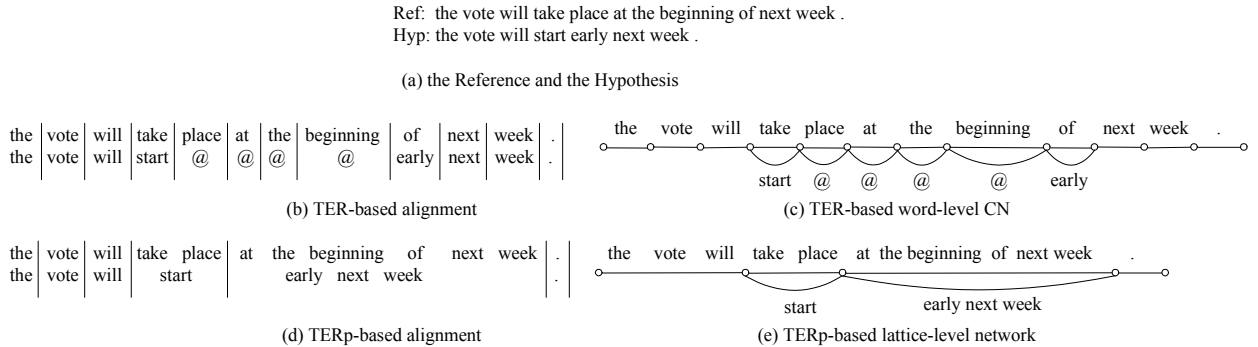 Ref: the vote will take place at the beginning of next week .
Hyp: the vote will start early next week .
(a) the Reference and the Hypothesis
the vote will take place at the beginning of next week .
the vote will start @ @ @ @ early next week .
(b) TER-based alignment
the vote will take place at the beginning of next week .
start @ @ @ @ early
(c) TER-based word-level CN
the vote will take place at the beginning of next week .
the vote will start early next week .
(d) TERp-based alignment
the vote will take place at the beginning of next week .
start early next week
(e) TERp-based lattice-level network